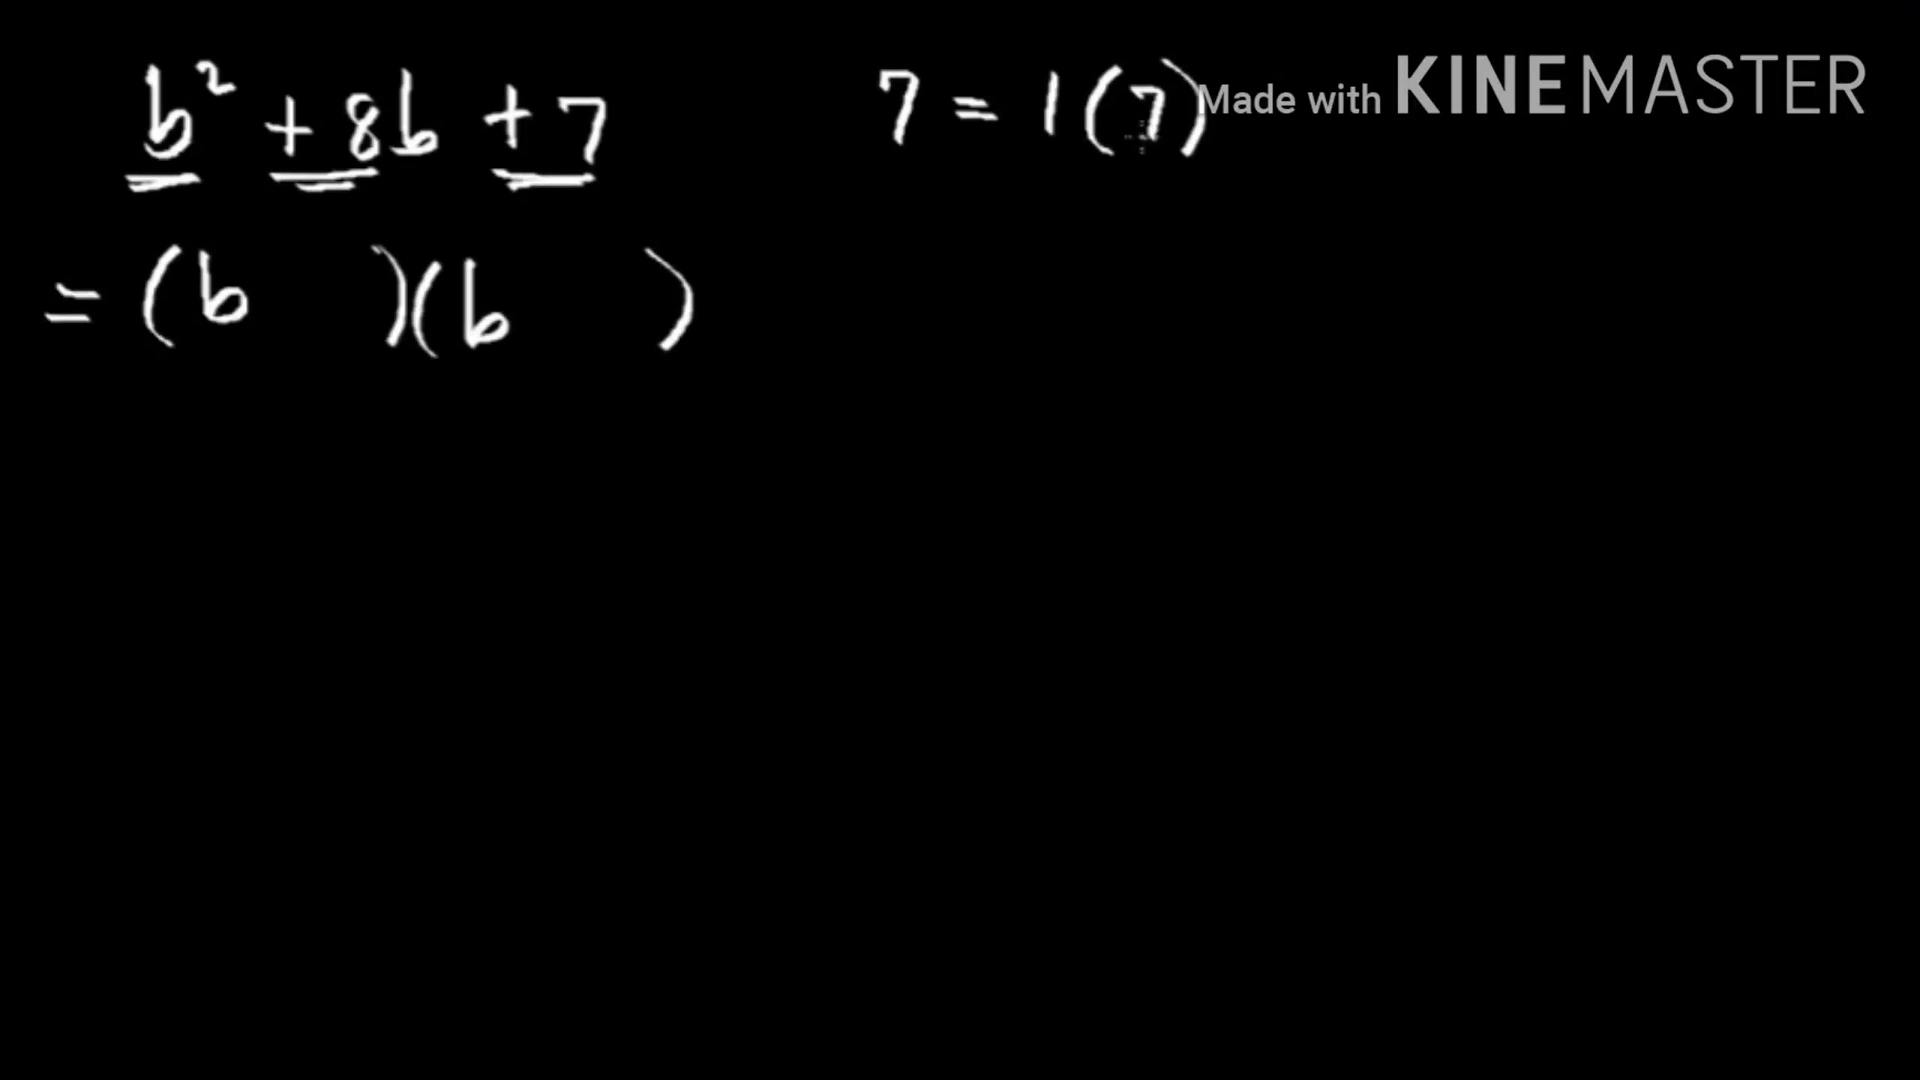 b² + 8b + 7
7 = 1(7)
Made with KINEMASTER
= (b )(b )